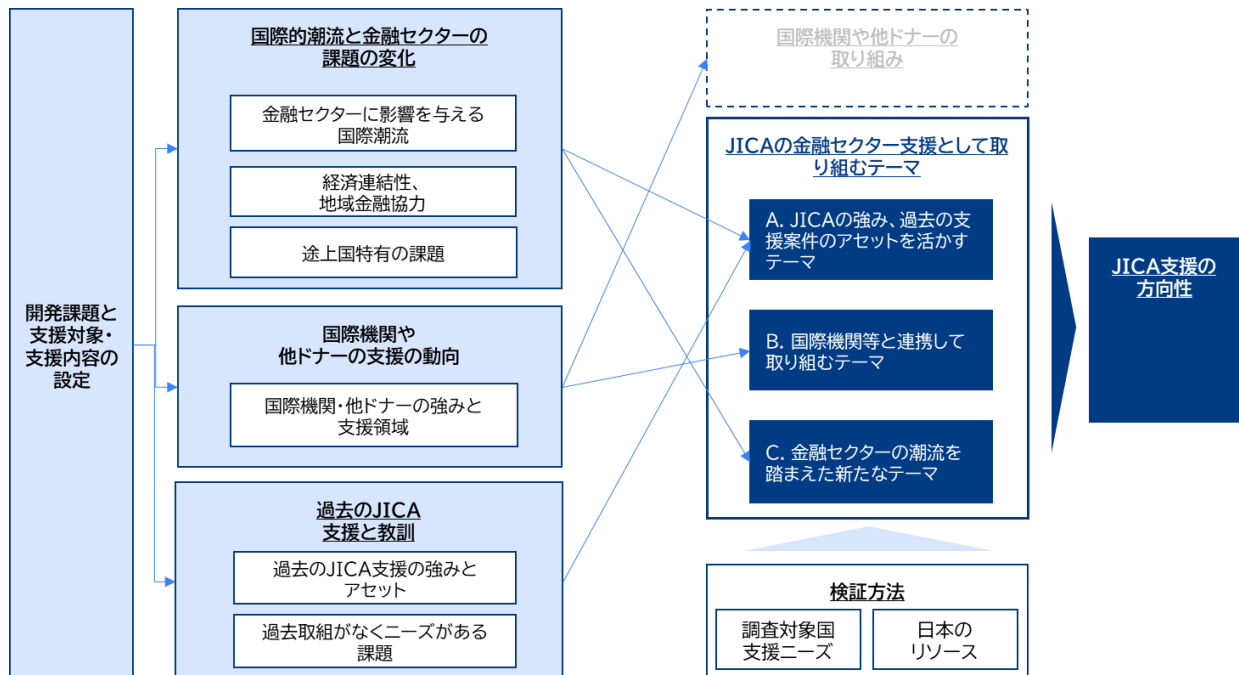 開発課題と
支援対象・
支援内容の
設定
国際的潮流と金融セクターの
課題の変化
金融セクターに影響を与える
国際潮流
経済連結性、
地域金融協力
途上国特有の課題
国際機関や
他ドナーの支援の動向
国際機関・他ドナーの強みと
支援領域
過去のJICA
支援と教訓
過去のJICA支援の強みと
アセット
過去取組がなくニーズがある
課題
国際機関や他ドナーの
取り組み
JICAの金融セクター支援として取
り組むテーマ
A. JICAの強み、過去の支
援案件のアセットを活かす
テーマ
B. 国際機関等と連携して
取り組むテーマ
C. 金融セクターの潮流を
踏まえた新たなテーマ
検証方法
調査対象国
支援ニーズ
日本の
リソース
JICA支援の
方向性